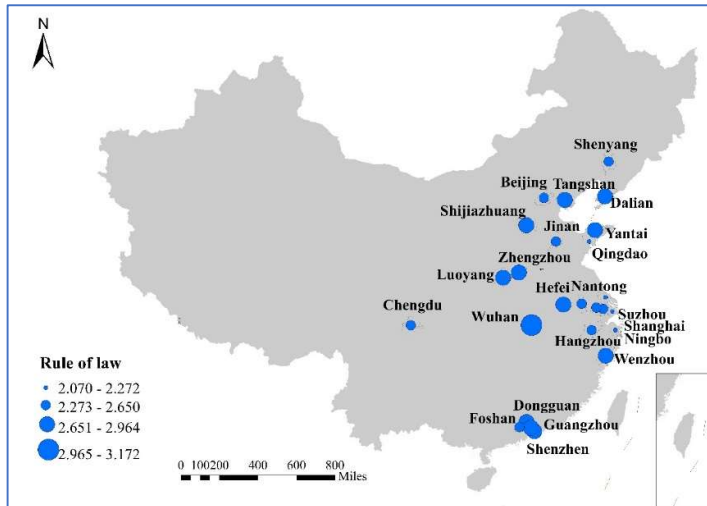 N
Shenyang
Beijing
Tangshan
Dalian
Shijiazhuang
Jinan
Yantai
Qingdao
Zhengzhou
Luoyang
Hefei
Nantong
Chengdu
Wuhan
Suzhou
Shanghai
Hangzhou
Ningbo
Wenzhou
Rule of law
2.070 - 2.272
2.273 - 2.650
2.651 - 2.964
2.965 - 3.172
Dongguan
Foshan
Guangzhou
Shenzhen
0 100200 400 600 800
Miles